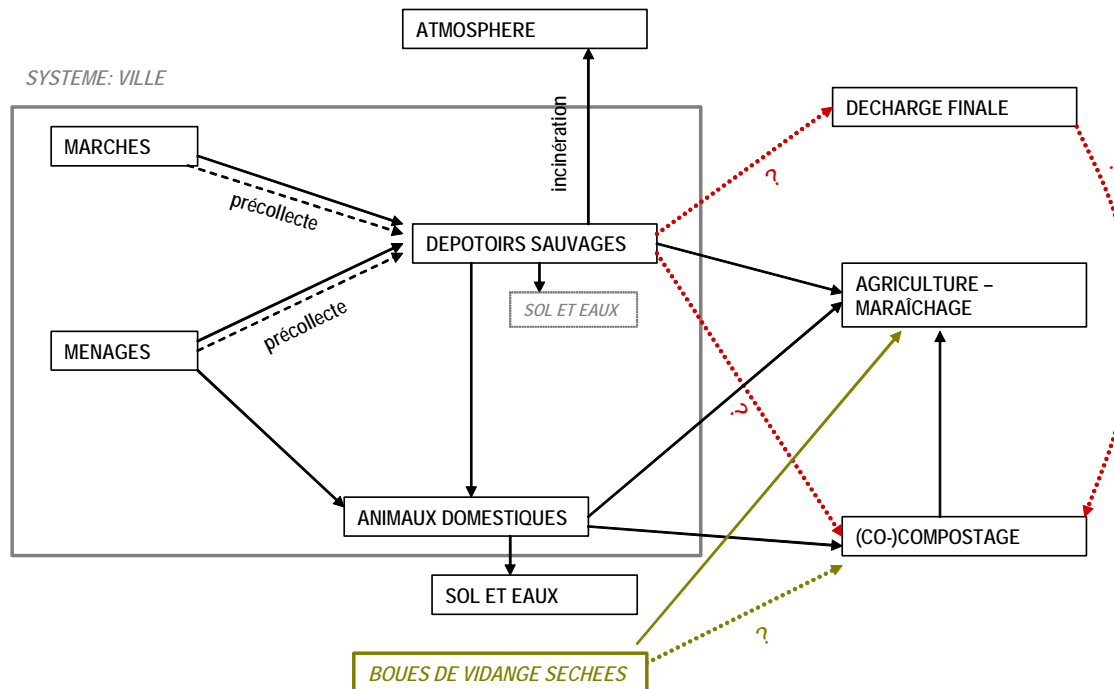 ATMOSPHERE
SYSTEME: VILLE
incinération
DECHARGE FINALE
MARCHES
?
?
précollecte
DEPOTOIRS SAUVAGES
AGRICULTURE –
MARAÎCHAGE
SOL ET EAUX
précollecte
MENAGES
?
ANIMAUX DOMESTIQUES
(CO-)COMPOSTAGE
SOL ET EAUX
?
BOUES DE VIDANGE SECHEES